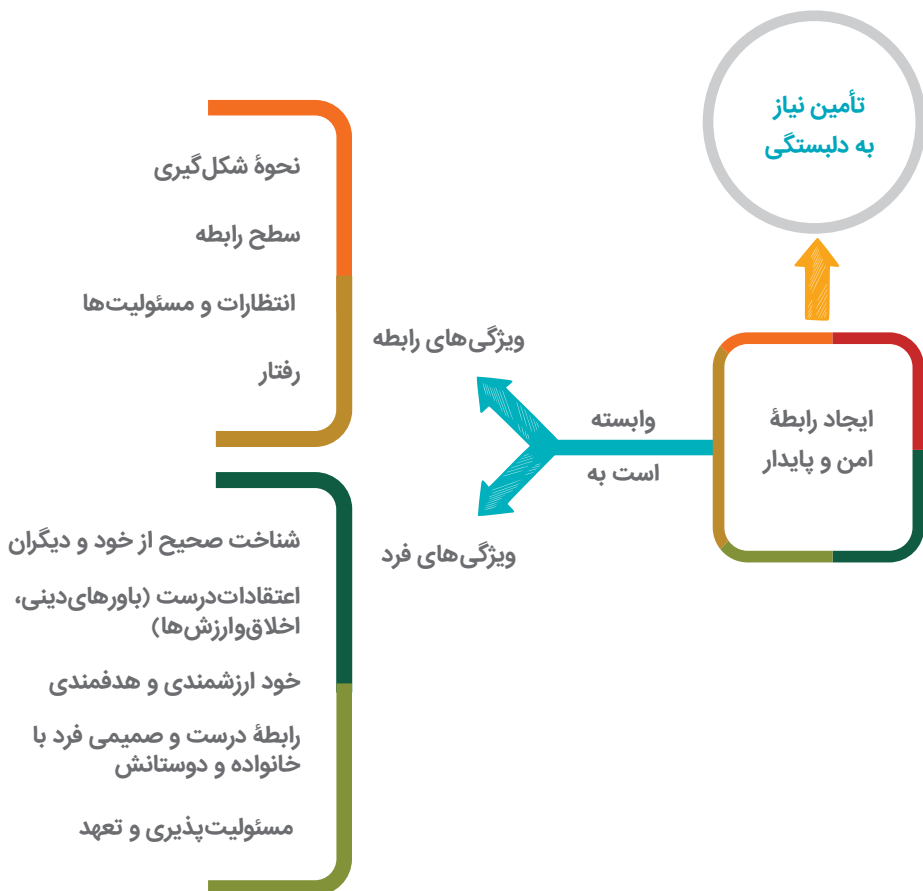 تأمین نیاز
به دلبستگی
ایجاد رابطهٔ
امن و پایدار
وابسته
است به
ویژگی‌های رابطه
نحوهٔ شکل‌گیری
سطح رابطه
انتظارات و مسئولیت‌ها
رفتار
ویژگی‌های فرد
شناخت صحیح از خود و دیگران
اعتقادات‌درست (باورهای‌دینی،
اخلاق‌وارزش‌ها)
خود ارزشمندی و هدفمندی
رابطهٔ درست و صمیمی فرد با
خانواده و دوستانش
مسئولیت‌پذیری و تعهد